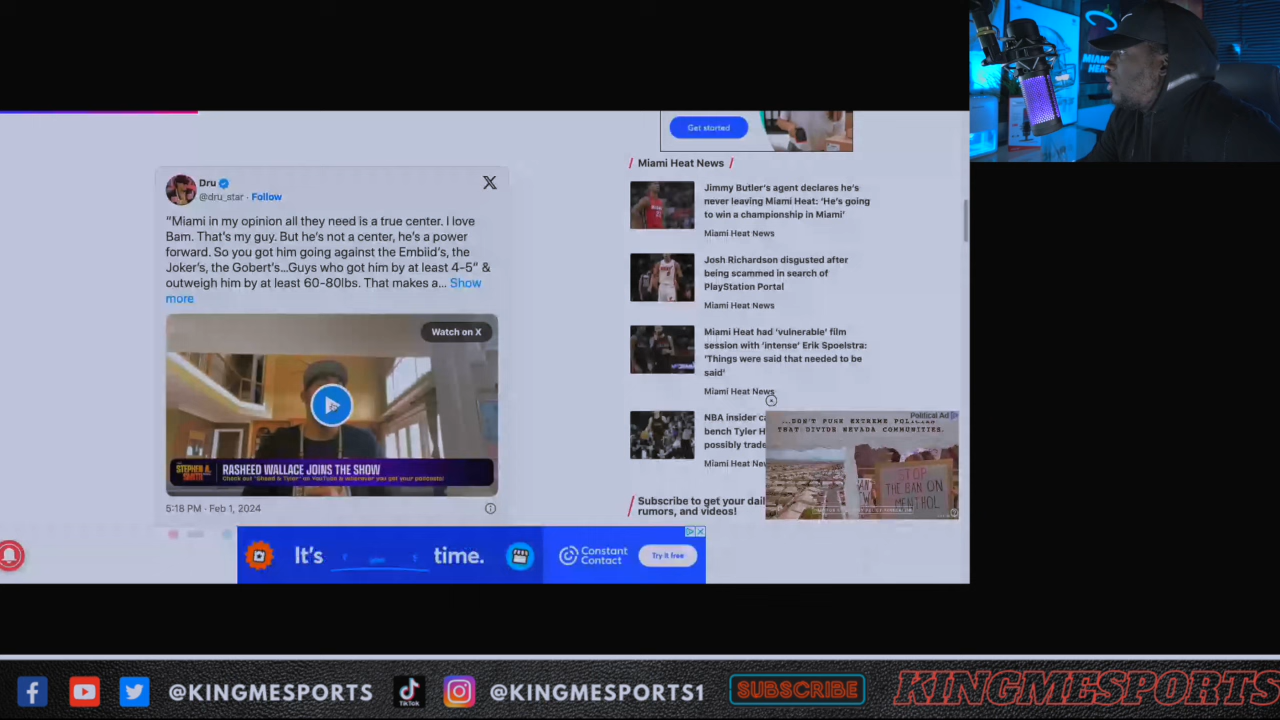 MIAMI
HEAT
Get started
/ Miami Heat News /
Dru
@dru_star · Follow
“Miami in my opinion all they need is a true center. I love
Bam. That's my guy. But he's not a center, he's a power
forward. So you got him going against the Embiid's, the
Joker's, the Gobert's...Guys who got him by at least 4-5” &
outweigh him by at least 60-80lbs. That makes a... Show
more
Watch on X
STEPHEN A.
SMITH
RASHEED WALLACE JOINS THE SHOW
5:18 PM · Feb 1, 2024
Jimmy Butler's agent declares he's
never leaving Miami Heat: ‘He's going
to win a championship in Miami’
Miami Heat News
Josh Richardson disgusted after
being scammed in search of
PlayStation Portal
Miami Heat News
Miami Heat had ‘vulnerable’ film
session with ‘intense’ Erik Spoelstra:
‘Things were said that needed to be
said’
Miami Heat News
NBA insider
bench Tyler H
possibly trade
Miami Heat
Political Ad
THAT DIVIDE NEVADA COMMUNITIES.
STOP
THE BAN ON
/ Subscribe to get your dail
rumors, and videos!
It's
time.
Constant
Contact
Try it free
@KINGMESPORTS
TikTok
@KINGMESPORTS1
SUBSCRIBE
KINGMESPORTS